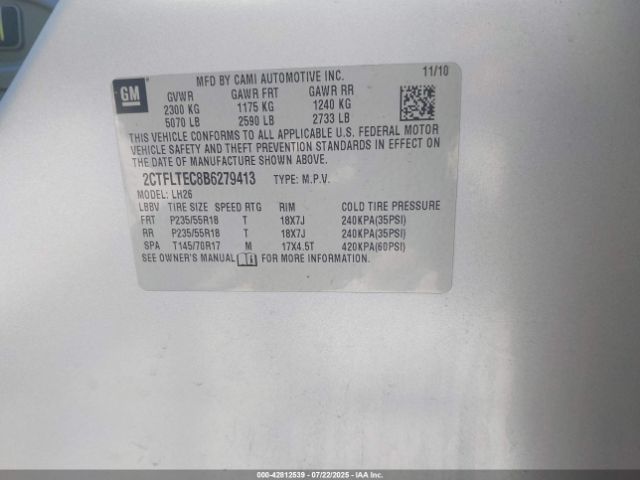 GM
MFD BY CAMI AUTOMOTIVE INC. 11/10
GVWR GAWR FRT GAWR RR
2300 KG 1175 KG 1240 KG
5070 LB 2590 LB 2733 LB
THIS VEHICLE CONFORMS TO ALL APPLICABLE U.S. FEDERAL MOTOR
VEHICLE SAFETY AND THEFT PREVENTION STANDARDS IN EFFECT ON
THE DATE OF MANUFACTURE SHOWN ABOVE.
2CTFLTEC8B6279413 TYPE: M.P.V.
MODEL: LH26
LBBV TIRE SIZE SPEED RTG RIM COLD TIRE PRESSURE
FRT P235/55R18 T 18X7J 240KPA(35PSI)
RR P235/55R18 T 18X7J 240KPA(35PSI)
SPA T145/70R17 M 17X4.5T 420KPA(60PSI)
SEE OWNER'S MANUAL FOR MORE INFORMATION.
000-42812539 - 07/22/2025 - IAAI.COM